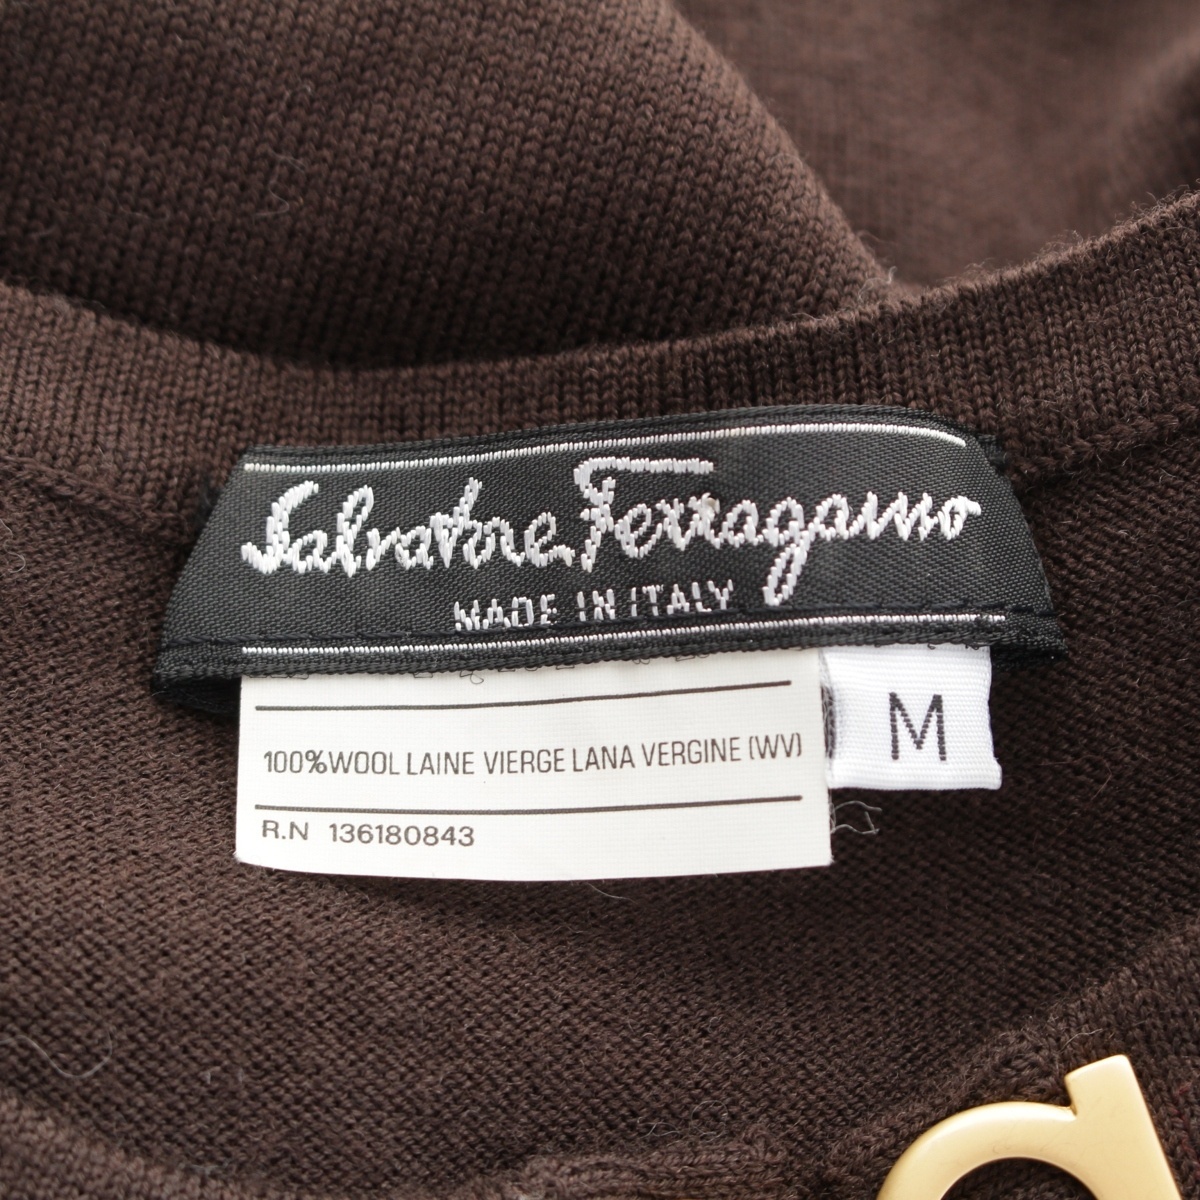 Salvatore Ferragamo
MADE IN ITALY
M
100%WOOL LAINE VIERGE LANA VERGINE (WV)
R.N 136180843